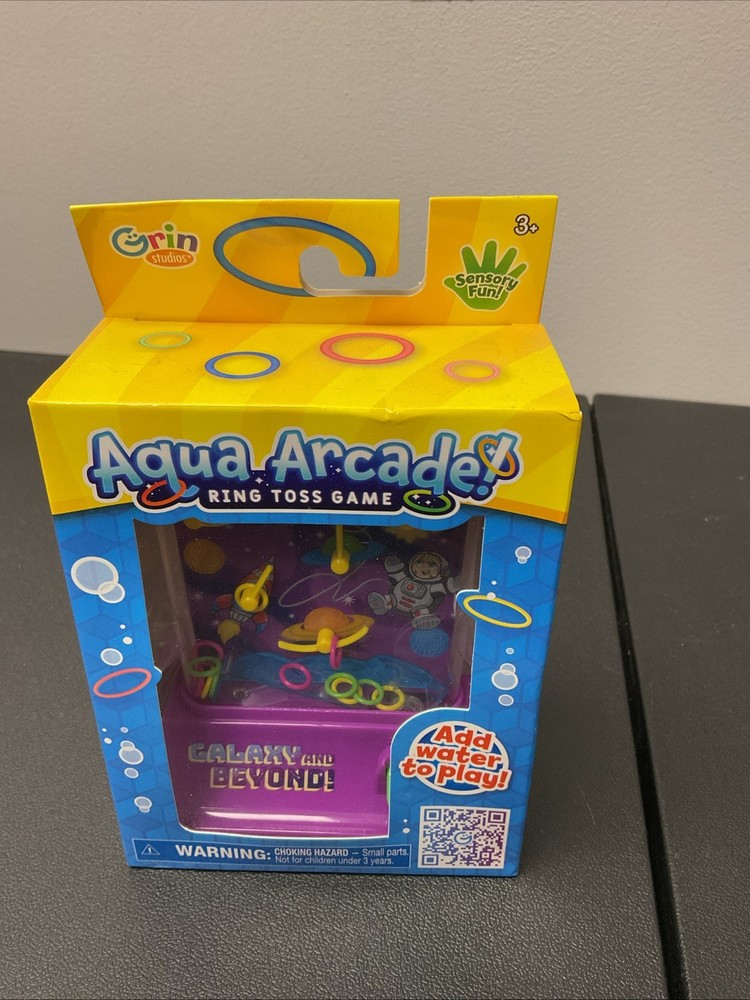 Grin
studios™
3+
Sensory
Fun!
Aqua Arcade!
RING TOSS GAME
GALAXY AND
BEYOND!
Add
water
to play!
WARNING: CHOKING HAZARD — Small parts.
Not for children under 3 years.